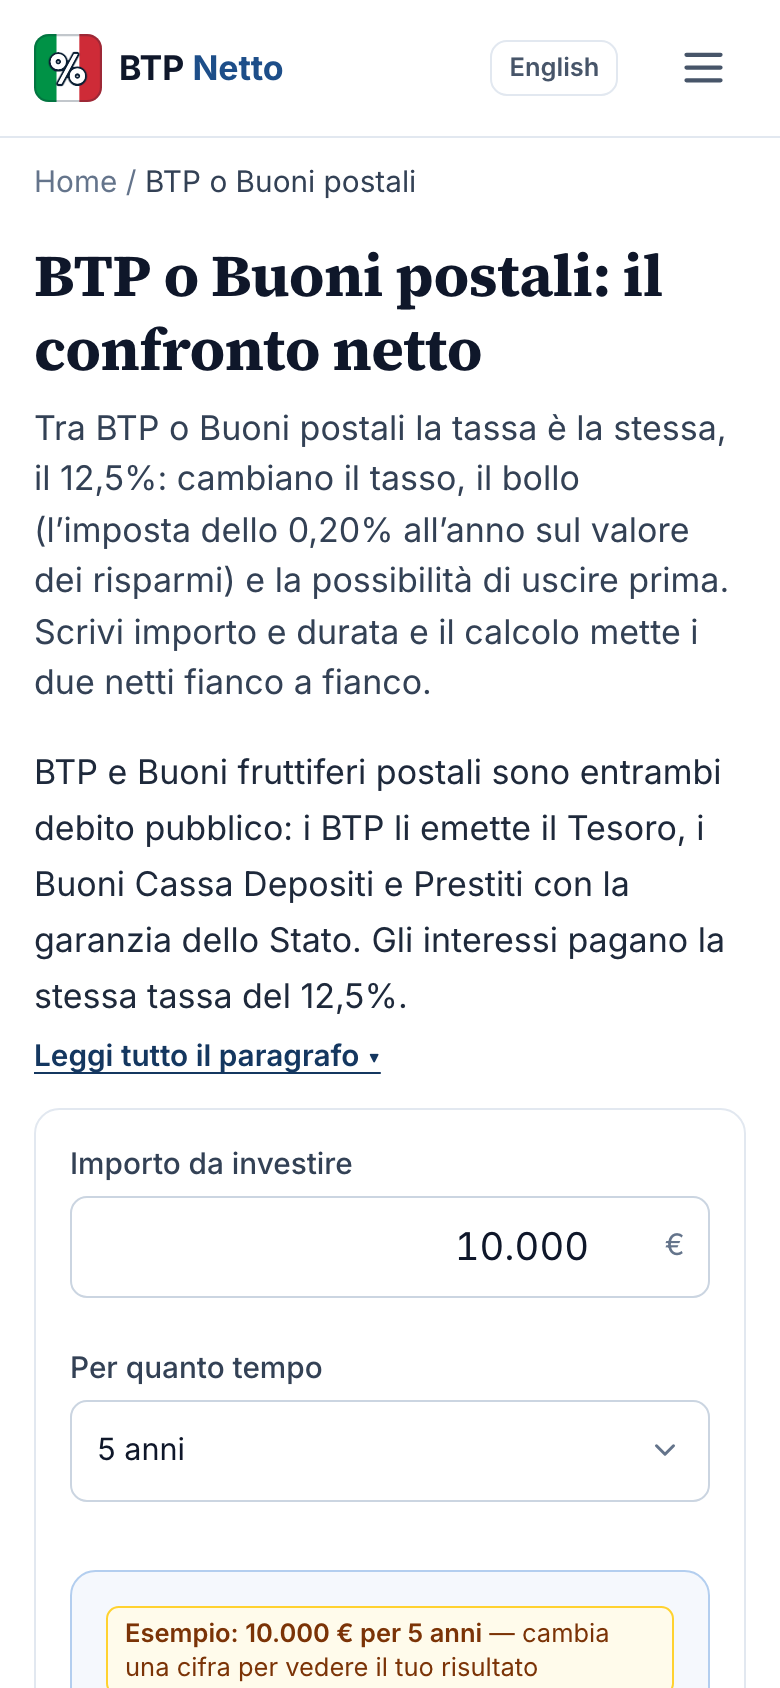 %
BTP Netto
English
Home / BTP o Buoni postali
BTP o Buoni postali: il
confronto netto
Tra BTP o Buoni postali la tassa è la stessa,
il 12,5%: cambiano il tasso, il bollo
(l’imposta dello 0,20% all’anno sul valore
dei risparmi) e la possibilità di uscire prima.
Scrivi importo e durata e il calcolo mette i
due netti fianco a fianco.
BTP e Buoni fruttiferi postali sono entrambi
debito pubblico: i BTP li emette il Tesoro, i
Buoni Cassa Depositi e Prestiti con la
garanzia dello Stato. Gli interessi pagano la
stessa tassa del 12,5%.
Leggi tutto il paragrafo ▾
Importo da investire
10.000 €
Per quanto tempo
5 anni
Esempio: 10.000 € per 5 anni — cambia
una cifra per vedere il tuo risultato